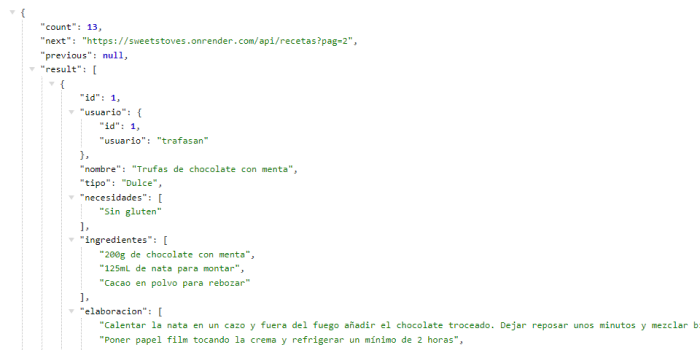 {
"count": 13,
"next": "https://sweetstoves.onrender.com/api/recetas?pag=2",
"previous": null,
"result": [
{
"id": 1,
"usuario": {
"id": 1,
"usuario": "trafasan"
},
"nombre": "Trufas de chocolate con menta",
"tipo": "Dulce",
"necesidades": [
"Sin gluten"
],
"ingredientes": [
"200g de chocolate con menta",
"125mL de nata para montar",
"Cacao en polvo para rebozar"
],
"elaboracion": [
"Calentar la nata en un cazo y fuera del fuego añadir el chocolate troceado. Dejar reposar unos minutos y mezclar
"Poner papel film tocando la crema y refrigerar un mínimo de 2 horas",